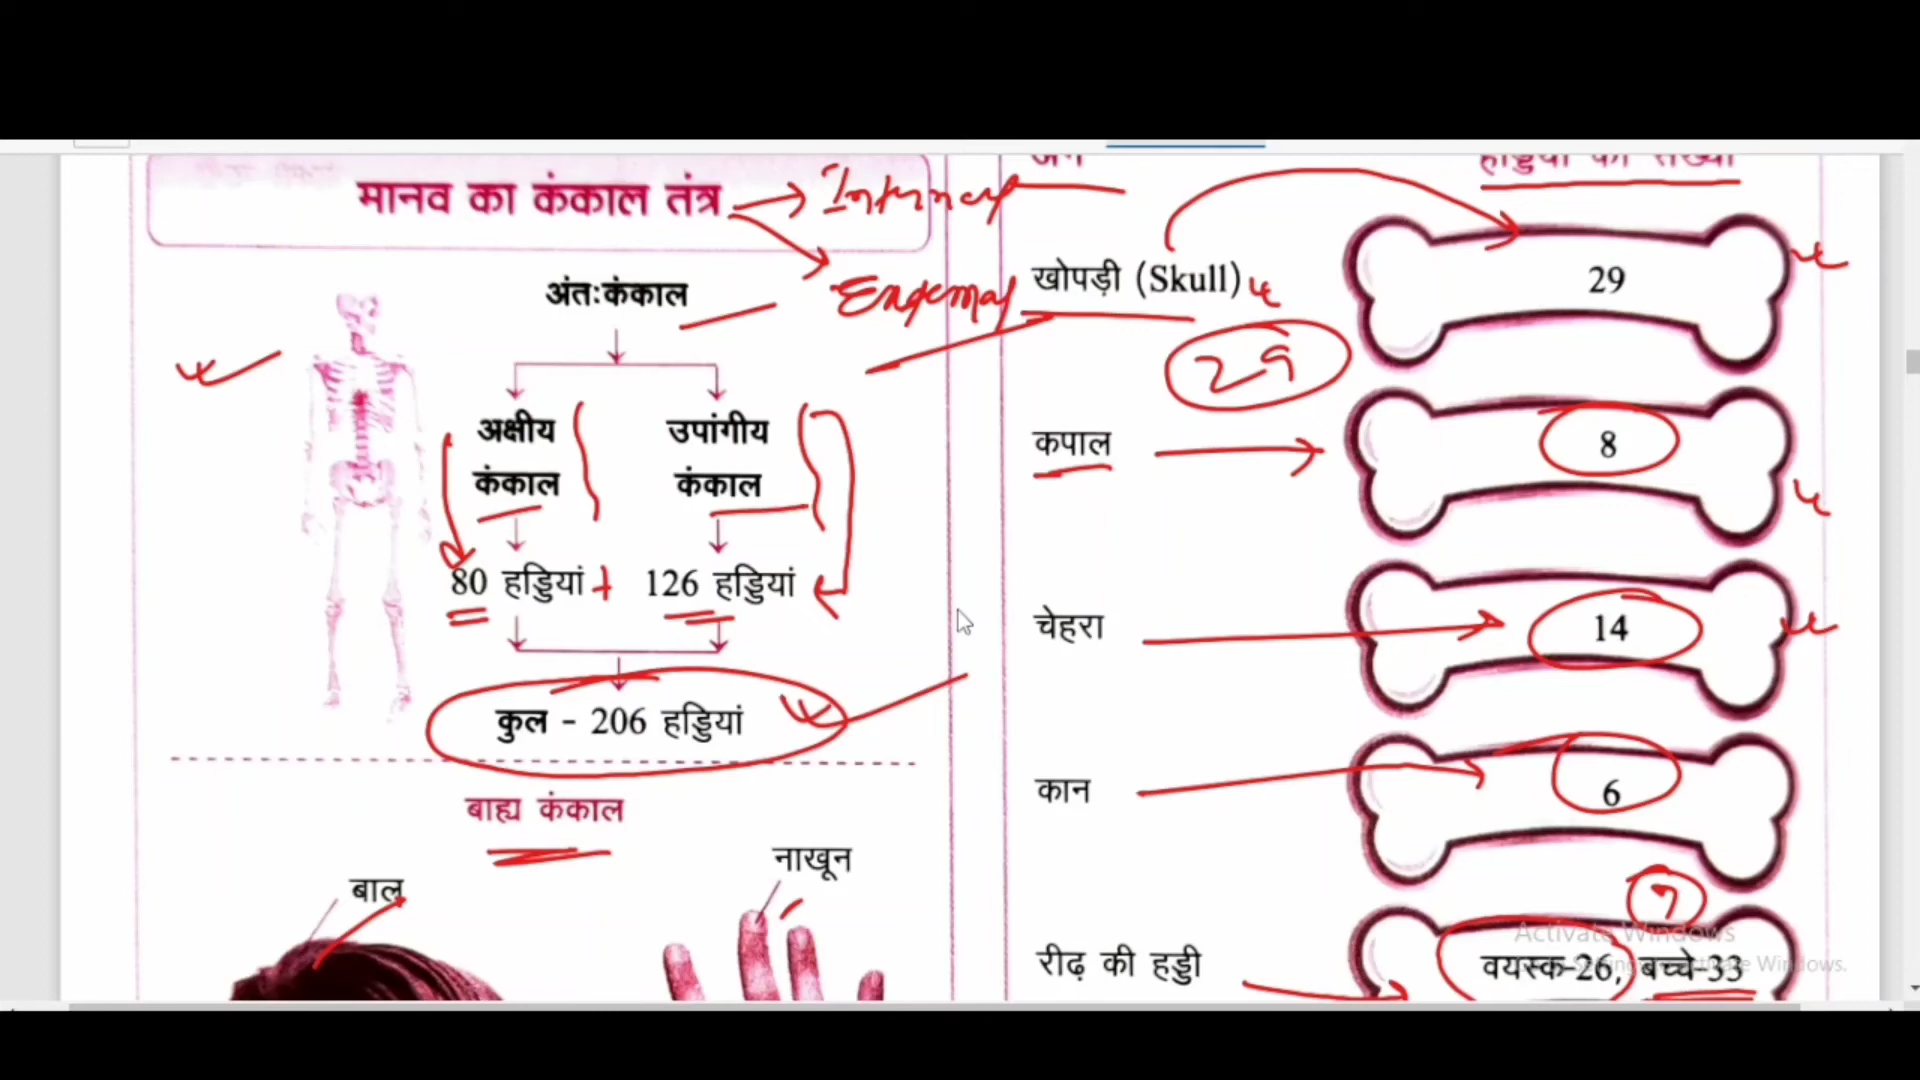 मानव का कंकाल तंत्र
Internal
External
अंतःकंकाल
अक्षीय कंकाल
उपांगीय कंकाल
80 हड्डियां + 126 हड्डियां
कुल - 206 हड्डियां
बाह्य कंकाल
बाल
नाखून
अंग
हड्डियों की संख्या
खोपड़ी (Skull)
29
29
कपाल
8
चेहरा
14
कान
6
7
रीढ़ की हड्डी
वयस्क-26, बच्चे-33
Activate Windows